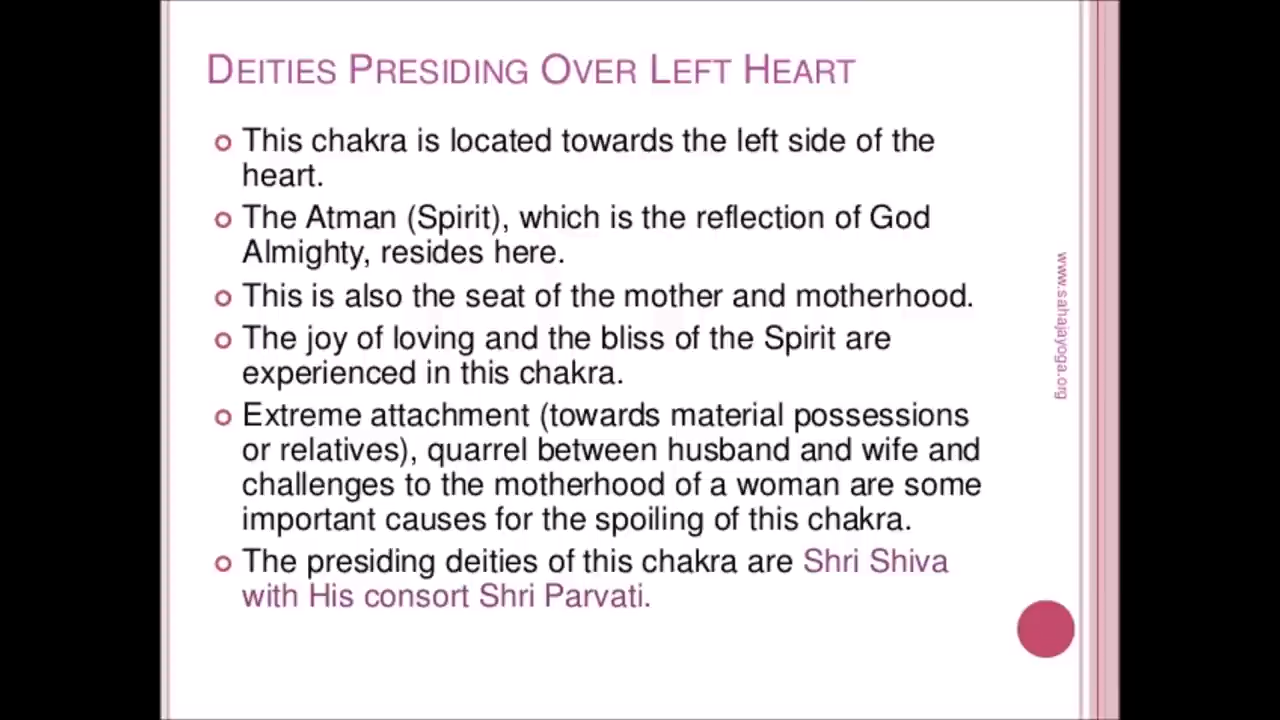 DEITIES PRESIDING OVER LEFT HEART
This chakra is located towards the left side of the
heart.
The Atman (Spirit), which is the reflection of God
Almighty, resides here.
This is also the seat of the mother and motherhood.
The joy of loving and the bliss of the Spirit are
experienced in this chakra.
Extreme attachment (towards material possessions
or relatives), quarrel between husband and wife and
challenges to the motherhood of a woman are some
important causes for the spoiling of this chakra.
The presiding deities of this chakra are Shri Shiva
with His consort Shri Parvati.
www.sahajayoga.org